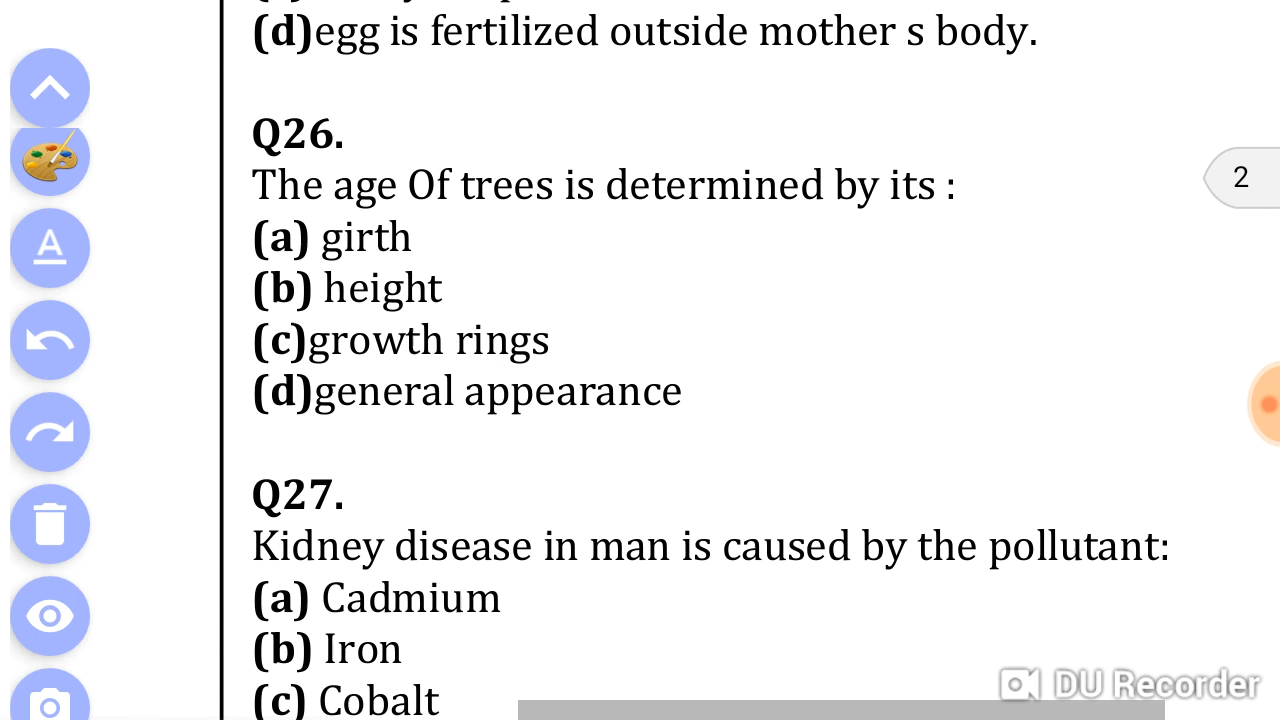 (d)egg is fertilized outside mother s body.
Q26.
The age Of trees is determined by its :
(a) girth
(b) height
(c)growth rings
(d)general appearance
Q27.
Kidney disease in man is caused by the pollutant:
(a) Cadmium
(b) Iron
(c) Cobalt
2
A
DU Recorder